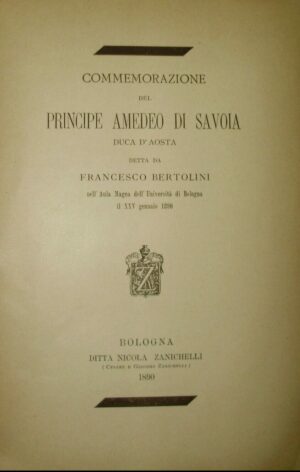 COMMEMORAZIONE
DEL
PRINCIPE AMEDEO DI SAVOIA
DUCA D'AOSTA
DETTA DA
FRANCESCO BERTOLINI
nell'Aula Magna dell'Università di Bologna
il XXV gennaio 1890
BOLOGNA
DITTA NICOLA ZANICHELLI
(CESARE E GIACOMO ZANICHELLI)
1890